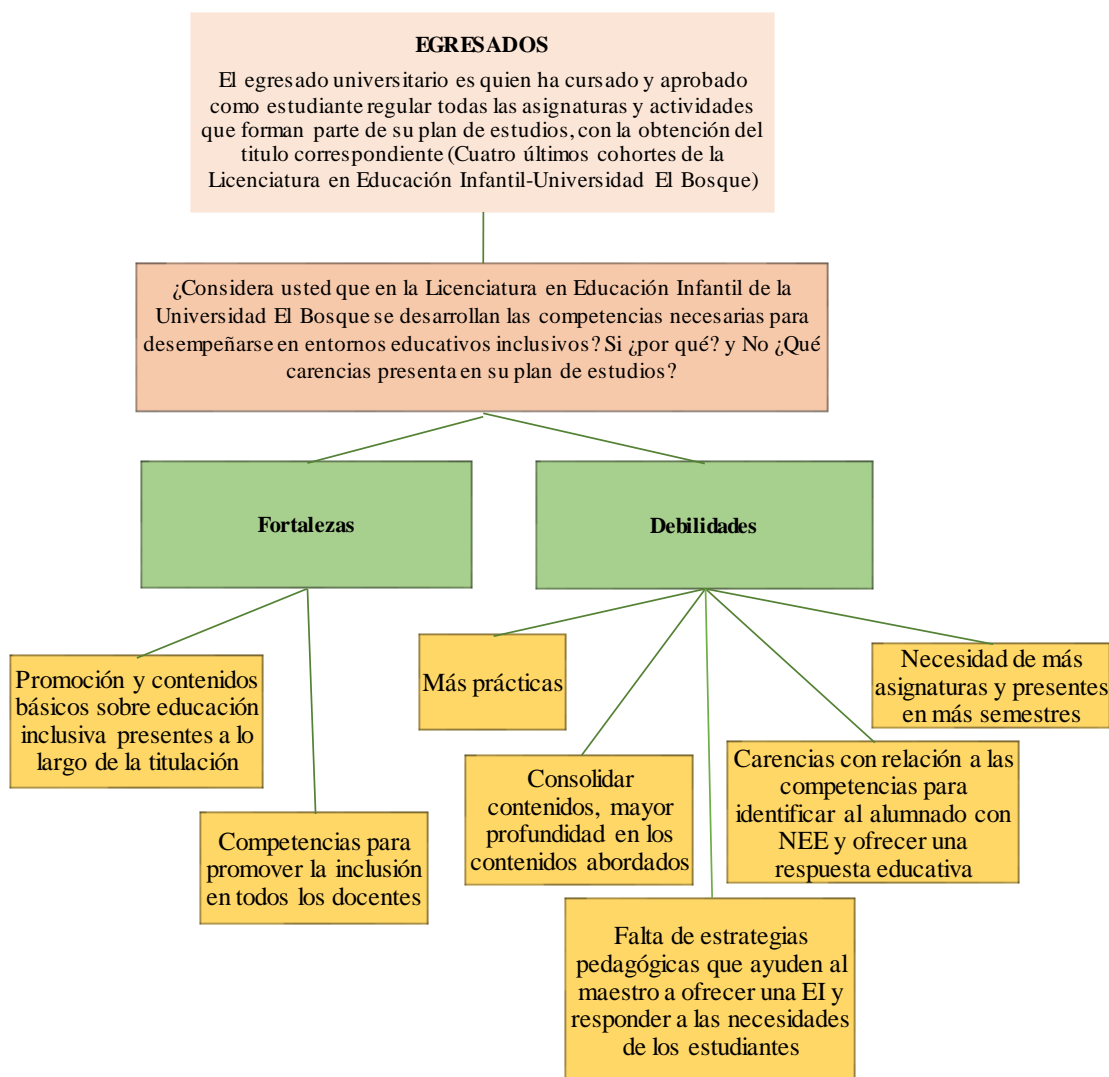 EGRESADOS
El egresado universitario es quien ha cursado y aprobado
como estudiante regular todas las asignaturas y actividades
que forman parte de su plan de estudios, con la obtención del
titulo correspondiente (Cuatro últimos cohortes de la
Licenciatura en Educación Infantil-Universidad El Bosque)
¿Considera usted que en la Licenciatura en Educación Infantil de la
Universidad El Bosque se desarrollan las competencias necesarias para
desempeñarse en entornos educativos inclusivos? Si ¿por qué? y No ¿Qué
carencias presenta en su plan de estudios?
Fortalezas
Promoción y contenidos
básicos sobre educación
inclusiva presentes a lo
largo de la titulación
Competencias para
promover la inclusión
en todos los docentes
Debilidades
Más prácticas
Consolidar
contenidos, mayor
profundidad en los
contenidos abordados
Falta de estrategias
pedagógicas que ayuden al
maestro a ofrecer una EI y
responder a las necesidades
de los estudiantes
Carencias con relación a las
competencias para
identificar al alumnado con
NEE y ofrecer una
respuesta educativa
Necesidad de más
asignaturas y presentes
en más semestres